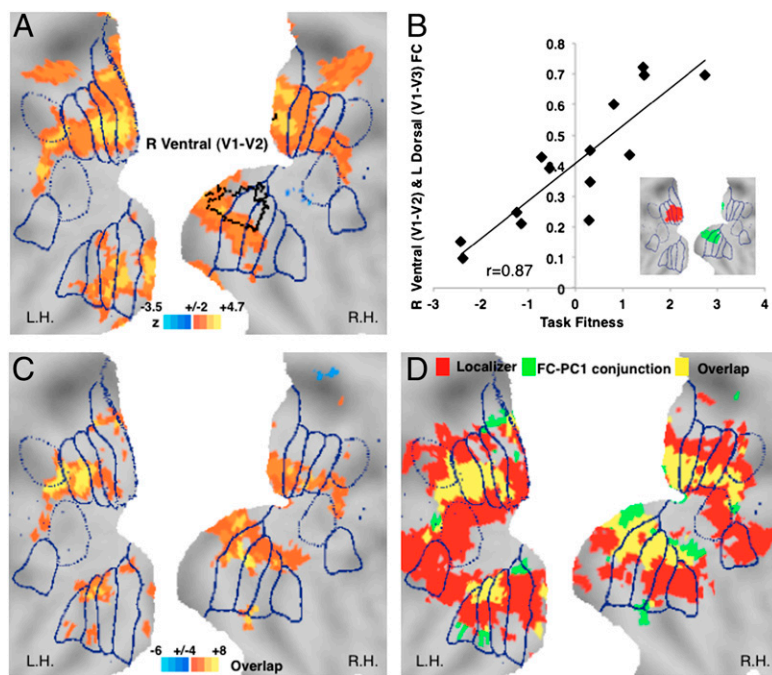 A
R Ventral (V1-V2)
-3.5 +/-2 +4.7
z
L.H.
R.H.
B
R Ventral (V1-V2) & L Dorsal (V1-V3) FC
0.8
0.7
0.6
0.5
0.4
0.3
0.2
0.1
0
-3 -2 -1 0 1 2 3 4
r=0.87
Task Fitness
C
-6 +/-4 +8
Overlap
L.H.
R.H.
D
Localizer FC-PC1 conjunction Overlap
L.H.
R.H.